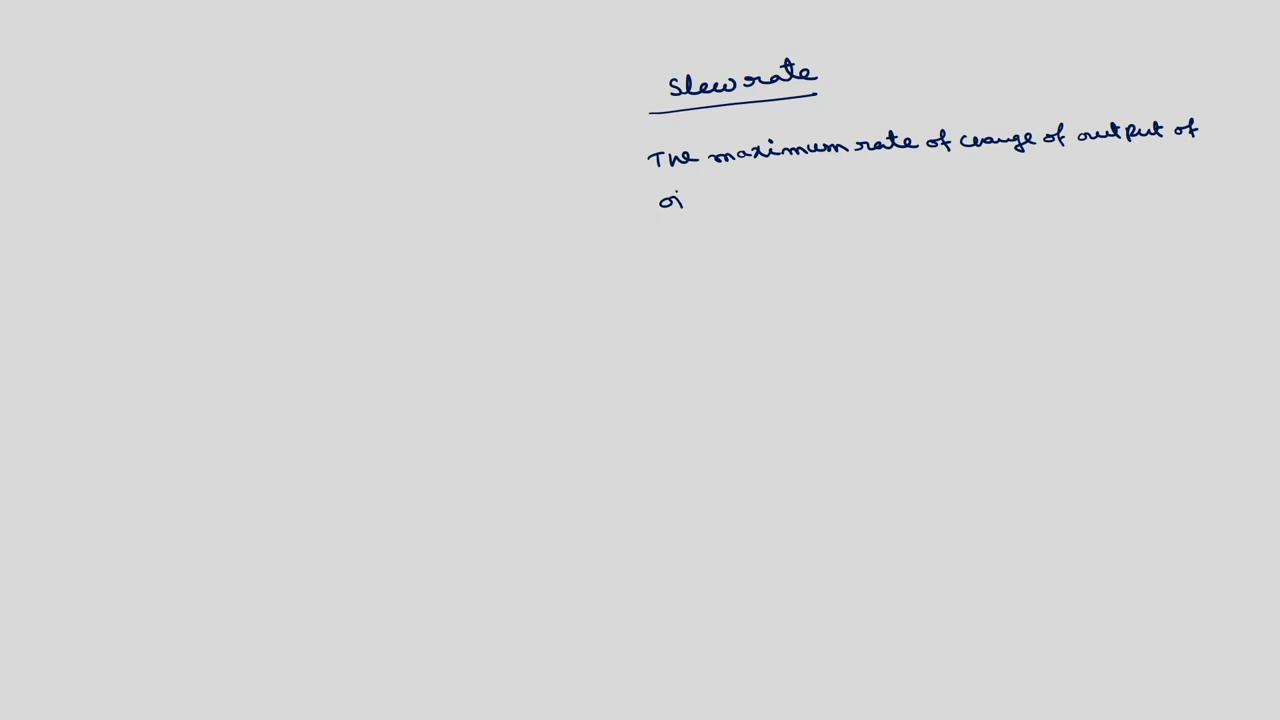 Slew rate
The maximum rate of change of output of